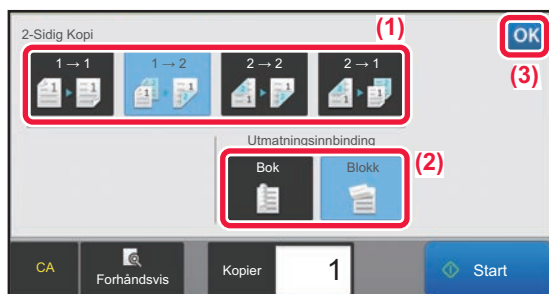 2-Sidig Kopi
(1)
OK
(3)
1 → 1
1 → 2
2 → 2
2 → 1
Utmatningsinnbinding
(2)
Bok
Blokk
CA
Forhåndsvis
Kopier
1
Start